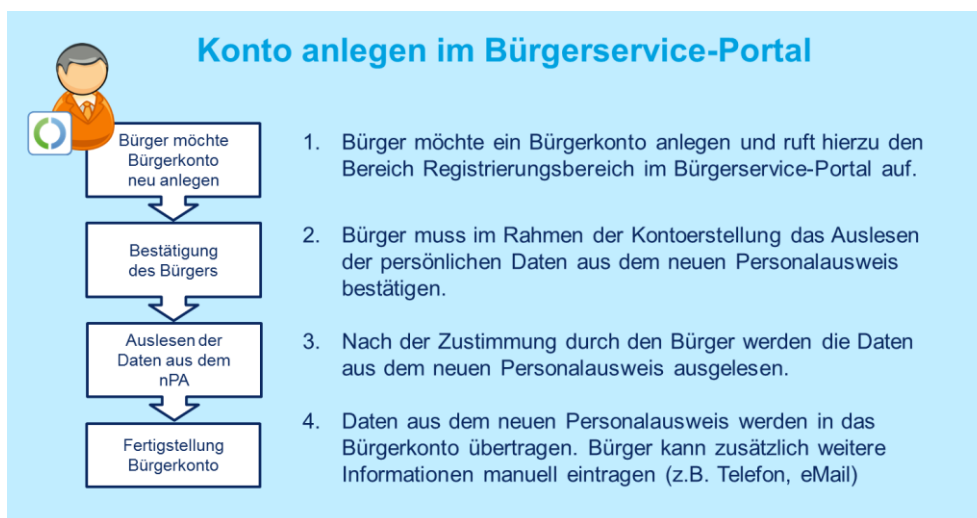 Konto anlegen im Bürgerservice-Portal
Bürger möchte
Bürgerkonto
neu anlegen
1. Bürger möchte ein Bürgerkonto anlegen und ruft hierzu den
Bereich Registrierungsbereich im Bürgerservice-Portal auf.
Bestätigung
des Bürgers
2. Bürger muss im Rahmen der Kontoerstellung das Auslesen
der persönlichen Daten aus dem neuen Personalausweis
bestätigen.
Auslesen der
Daten aus dem
nPA
3. Nach der Zustimmung durch den Bürger werden die Daten
aus dem neuen Personalausweis ausgelesen.
Fertigstellung
Bürgerkonto
4. Daten aus dem neuen Personalausweis werden in das
Bürgerkonto übertragen. Bürger kann zusätzlich weitere
Informationen manuell eintragen (z.B. Telefon, eMail)